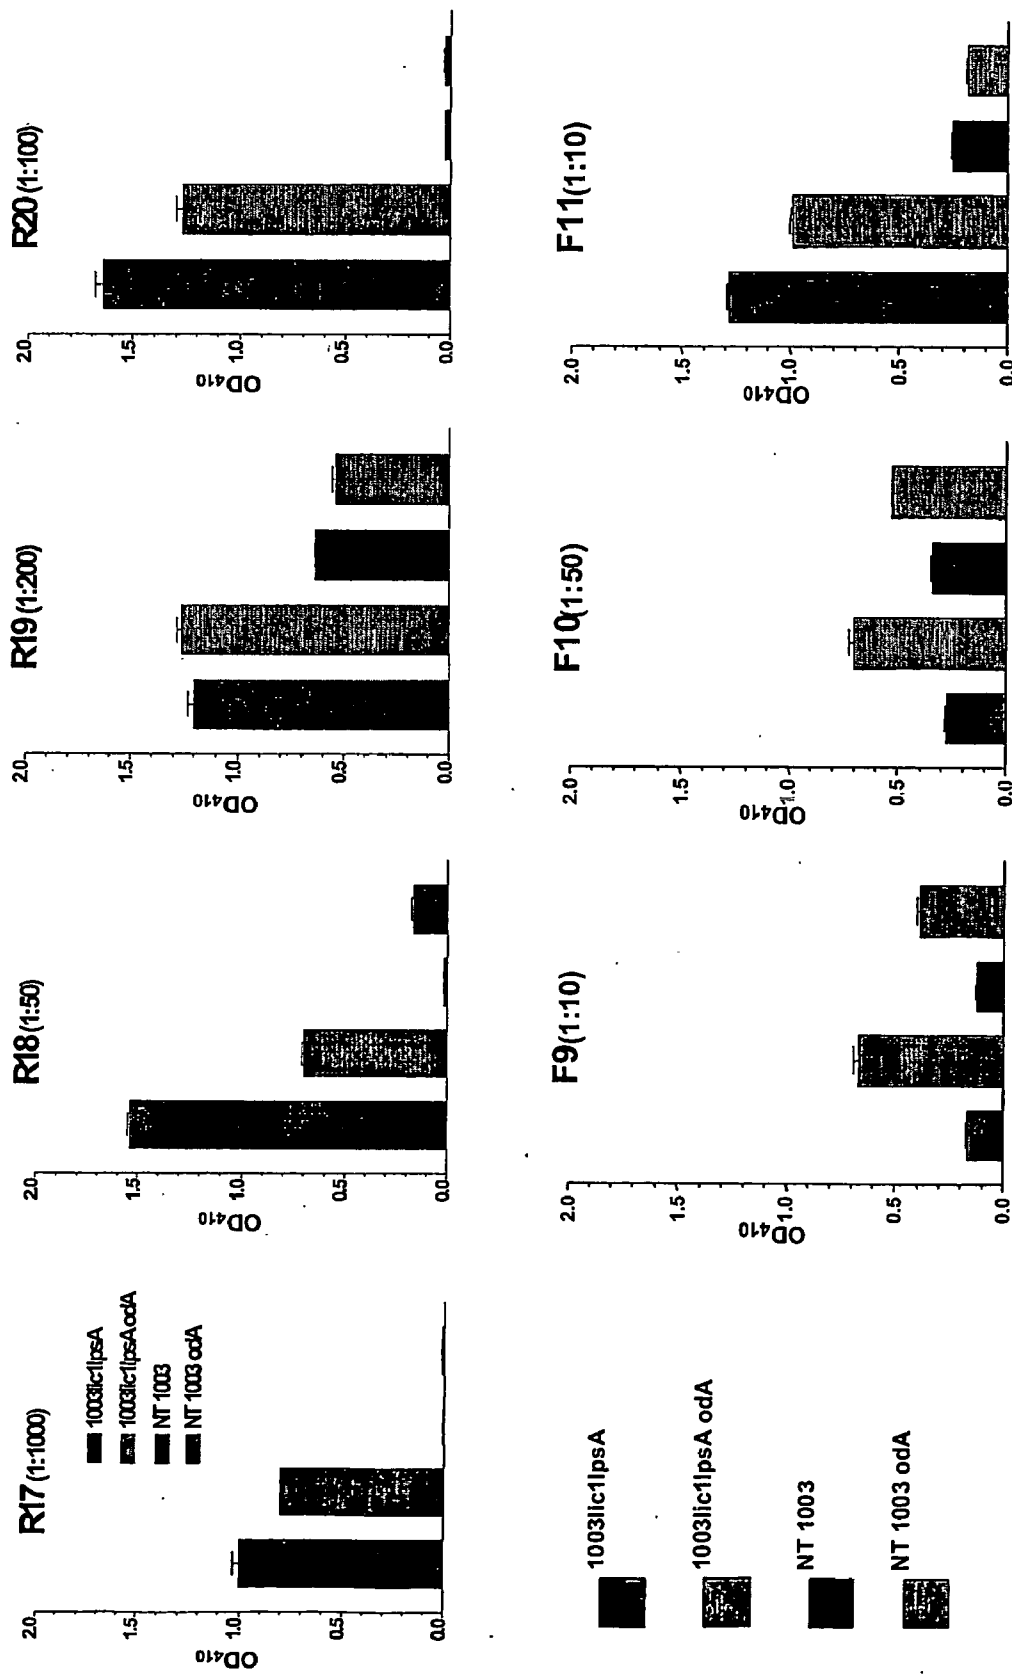 R17 (1:1000)
2.0
1.5
1.0
0.5
0.0
OD410
1003lic1lpsA
1003lic1lpsA odA
NT 1003
NT 1003 odA
R18 (1:50)
2.0
1.5
1.0
0.5
0.0
OD410
R19 (1:200)
2.0
1.5
1.0
0.5
0.0
OD410
R20 (1:100)
2.0
1.5
1.0
0.5
0.0
OD410
1003lic1lpsA
1003lic1lpsA odA
NT 1003
NT 1003 odA
F9 (1:10)
2.0
1.5
1.0
0.5
0.0
OD410
F10 (1:50)
2.0
1.5
1.0
0.5
0.0
OD410
F11 (1:10)
2.0
1.5
1.0
0.5
0.0
OD410